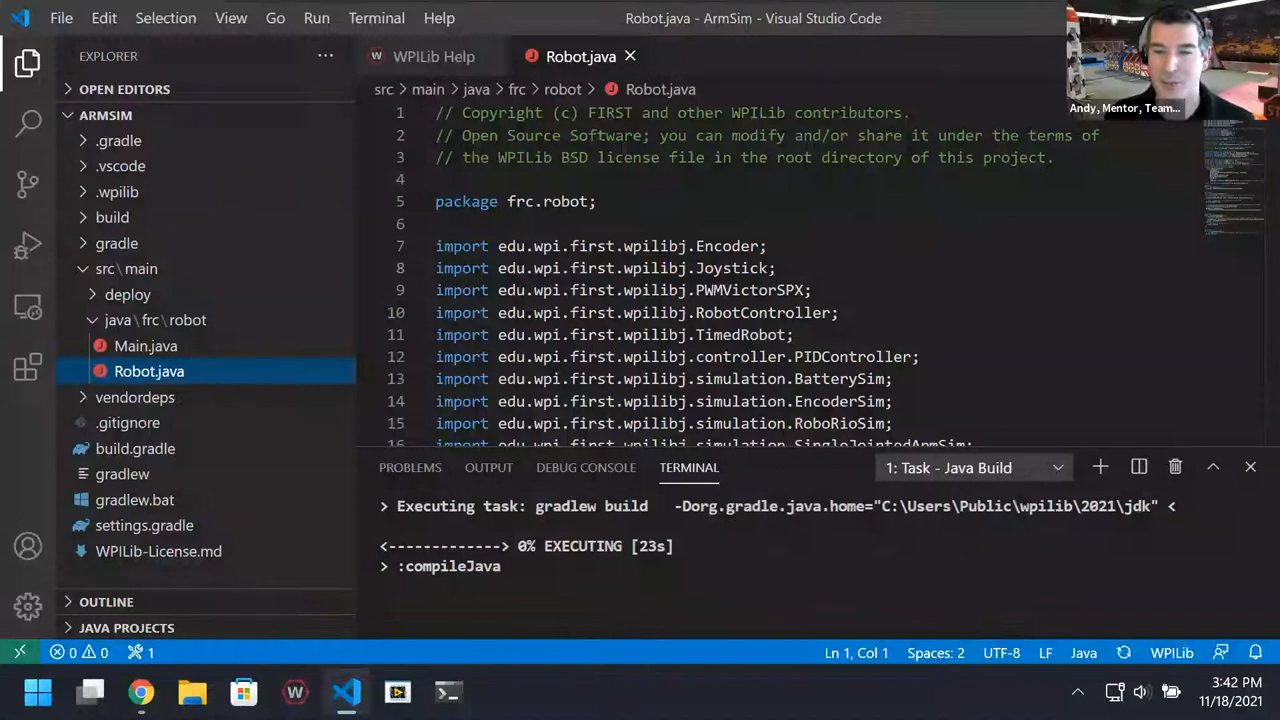 File Edit Selection View Go Run Terminal Help
Robot.java - ArmSim - Visual Studio Code
Andy, Mentor, Team...
EXPLORER
OPEN EDITORS
ARMSIM
.gradle
.vscode
.wpilib
build
gradle
src\main
deploy
java\frc\robot
Main.java
Robot.java
vendordeps
.gitignore
build.gradle
gradlew
gradlew.bat
settings.gradle
WPILib-License.md
OUTLINE
JAVA PROJECTS
W WPILib Help
Robot.java
src > main > java > frc > robot > Robot.java
1 // Copyright (c) FIRST and other WPILib contributors.
2 // Open Source Software; you can modify and/or share it under the terms of
3 // the WPILib BSD license file in the root directory of this project.
4
5 package frc.robot;
6
7 import edu.wpi.first.wpilibj.Encoder;
8 import edu.wpi.first.wpilibj.Joystick;
9 import edu.wpi.first.wpilibj.PWMVictorSPX;
10 import edu.wpi.first.wpilibj.RobotController;
11 import edu.wpi.first.wpilibj.TimedRobot;
12 import edu.wpi.first.wpilibj.controller.PIDController;
13 import edu.wpi.first.wpilibj.simulation.BatterySim;
14 import edu.wpi.first.wpilibj.simulation.EncoderSim;
15 import edu.wpi.first.wpilibj.simulation.RoboRioSim;
16 import edu.wpi.first.wpilibj.simulation.SingleJointedArmSim;
PROBLEMS OUTPUT DEBUG CONSOLE TERMINAL
1: Task - Java Build
> Executing task: gradlew build -Dorg.gradle.java.home="C:\Users\Public\wpilib\2021\jdk" <
<-------------> 0% EXECUTING [23s]
> :compileJava
0 0 1
Ln 1, Col 1 Spaces: 2 UTF-8 LF Java WPILib
W
3:42 PM
11/18/2021